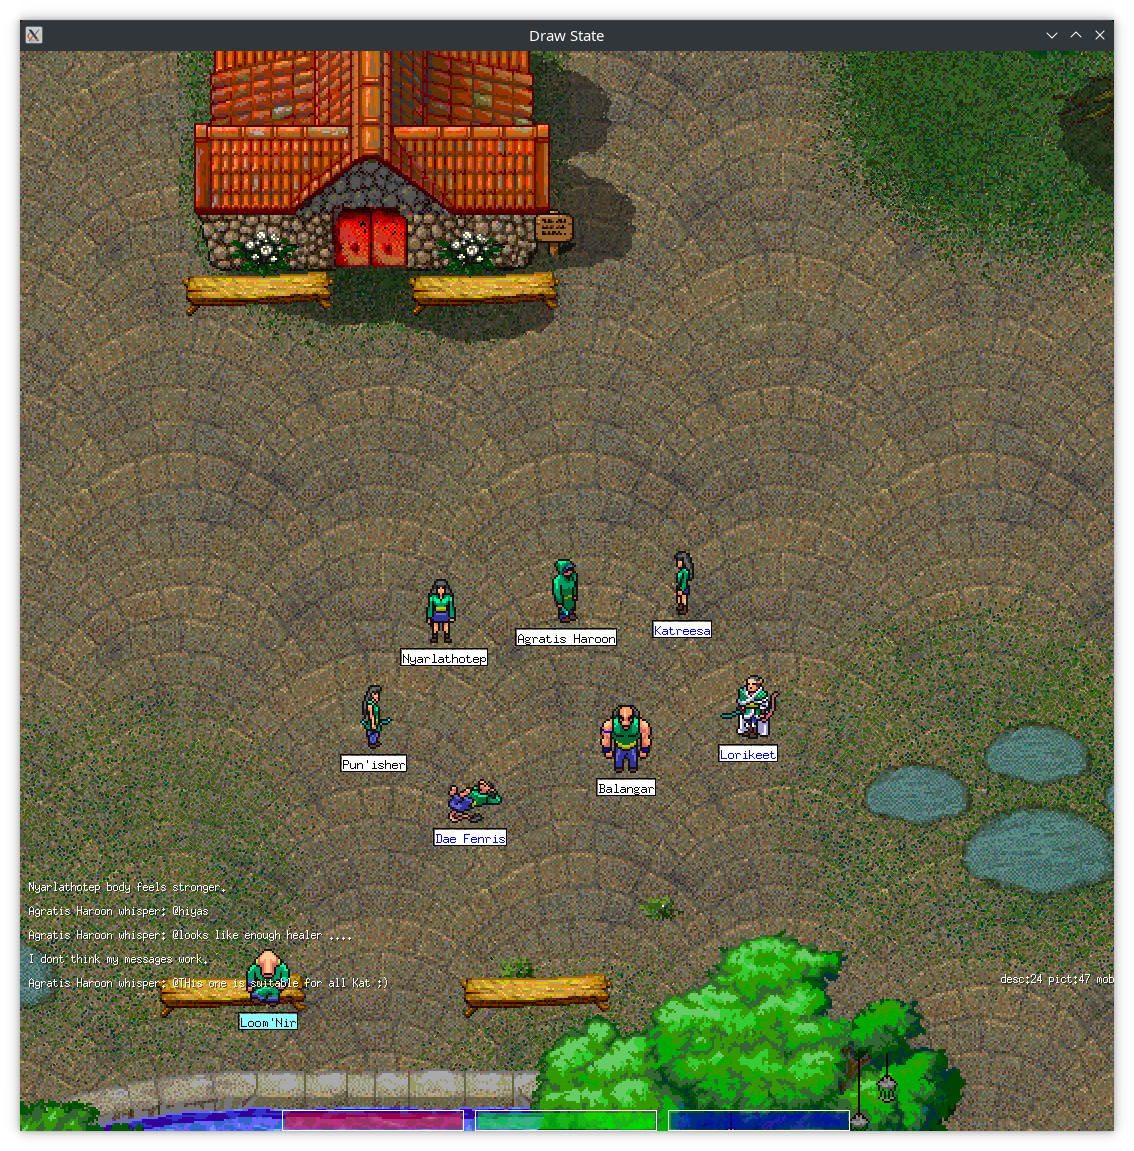 Draw State
Agratis Haroon
Katreesa
Nyarlathotep
Lorikeet
Pun'isher
Balangar
Dae Fenris
Nyarlathotep body feels stronger.
Agratis Haroon whisper: @hiyas
Agratis Haroon whisper: @looks like enough healer ....
I dont think my messages work.
desc:24 pict:47 mob
Agratis Haroon whisper: @THis one is suitable for all Kat :)
Loom'Nir